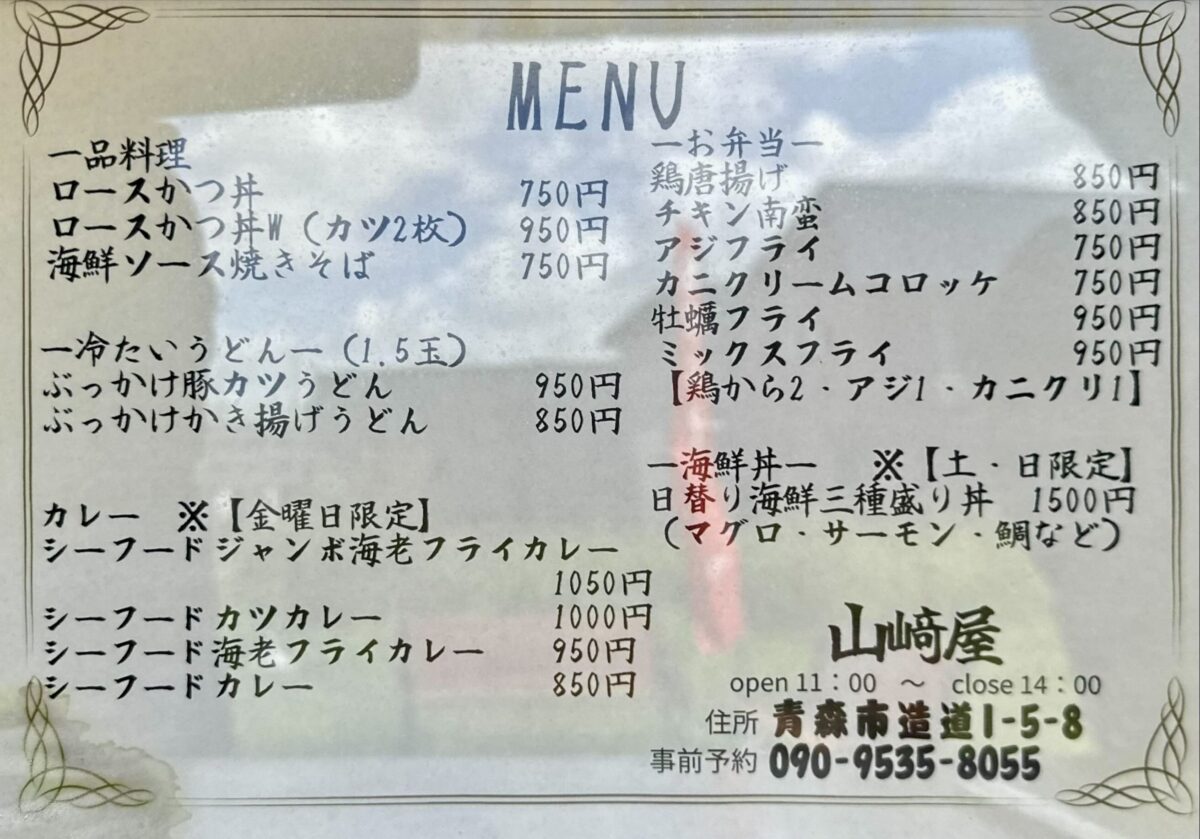 MENU
一品料理
ロースかつ丼 750円
ロースかつ丼W（カツ2枚） 950円
海鮮ソース焼きそば 750円
ー冷たいうどんー（1.5玉）
ぶっかけ豚カツうどん 950円
ぶっかけかき揚げうどん 850円
カレー ※【金曜日限定】
シーフードジャンボ海老フライカレー
1050円
シーフードカツカレー 1000円
シーフード海老フライカレー 950円
シーフードカレー 850円
ーお弁当ー
鶏唐揚げ 850円
チキン南蛮 850円
アジフライ 750円
カニクリームコロッケ 750円
牡蠣フライ 950円
ミックスフライ 950円
【鶏から2・アジ1・カニクリ1】
ー海鮮丼ー ※【土・日限定】
日替り海鮮三種盛り丼 1500円
（マグロ・サーモン・鯛など）
山﨑屋
open 11：00 〜 close 14：00
住所 青森市造道1-5-8
事前予約 090-9535-8055